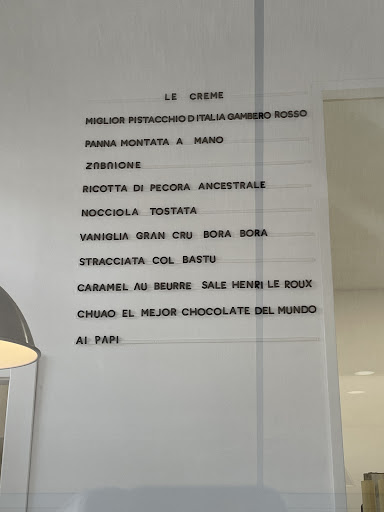 LE CREME
MIGLIOR PISTACCHIO D ITALIA GAMBERO ROSSO
PANNA MONTATA A MANO
ZABAIONE
RICOTTA DI PECORA ANCESTRALE
NOCCIOLA TOSTATA
VANIGLIA GRAN CRU BORA BORA
STRACCIATA COL BASTU
CARAMEL AU BEURRE SALE HENRI LE ROUX
CHUAO EL MEJOR CHOCOLATE DEL MUNDO
AI PAPI